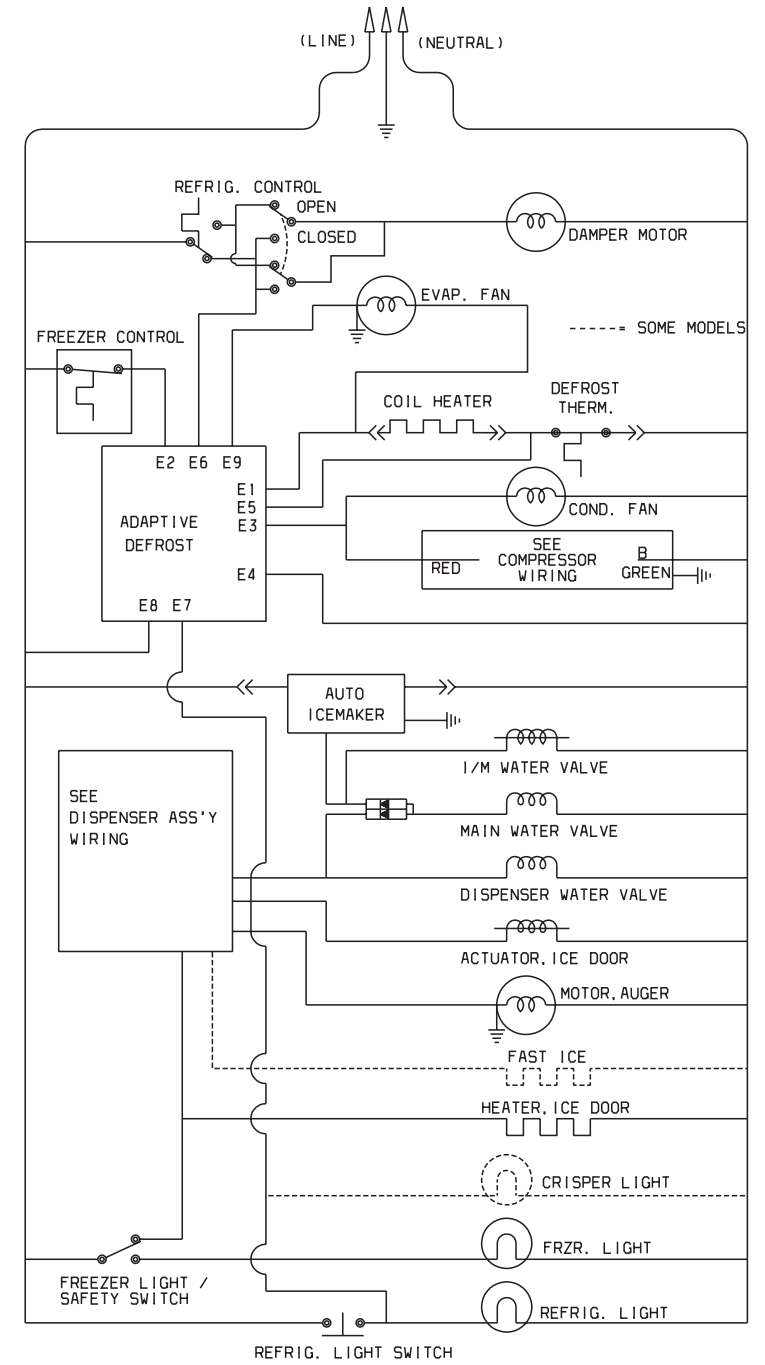 (LINE)
(NEUTRAL)
REFRIG. CONTROL
OPEN
CLOSED
DAMPER MOTOR
EVAP. FAN
= SOME MODELS
FREEZER CONTROL
COIL HEATER
DEFROST
THERM.
E2 E6 E9
E1
E5
E3
E4
ADAPTIVE
DEFROST
E8 E7
COND. FAN
SEE
COMPRESSOR
WIRING
RED
B
GREEN
AUTO
ICEMAKER
I/M WATER VALVE
SEE
DISPENSER ASS'Y
WIRING
MAIN WATER VALVE
DISPENSER WATER VALVE
ACTUATOR, ICE DOOR
MOTOR, AUGER
FAST ICE
HEATER, ICE DOOR
CRISPER LIGHT
FRZR. LIGHT
FREEZER LIGHT /
SAFETY SWITCH
REFRIG. LIGHT
REFRIG. LIGHT SWITCH